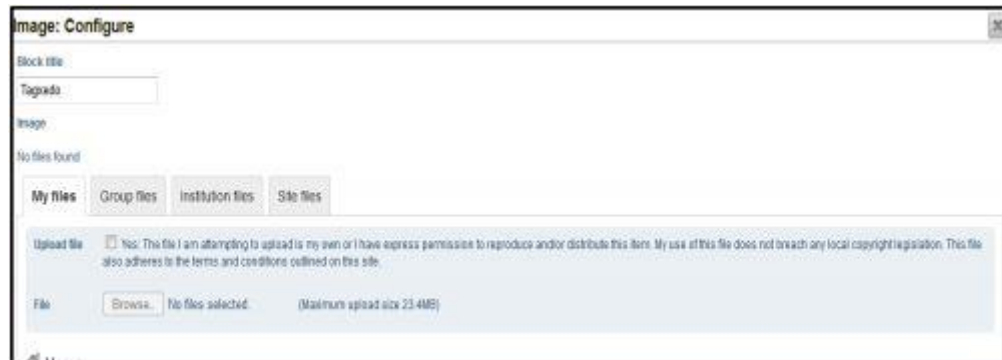 Image: Configure
Block title
Tagxedo
Image
No files found
My files Group files Institution files Site files
Upload file Yes: The file I am attempting to upload is my own or I have express permission to reproduce and/or distribute this item. My use of this file does not breach any local copyright legislation. This file
also adheres to the terms and conditions outlined on this site.
File Browse... No files selected. (Maximum upload size 23.4MB)